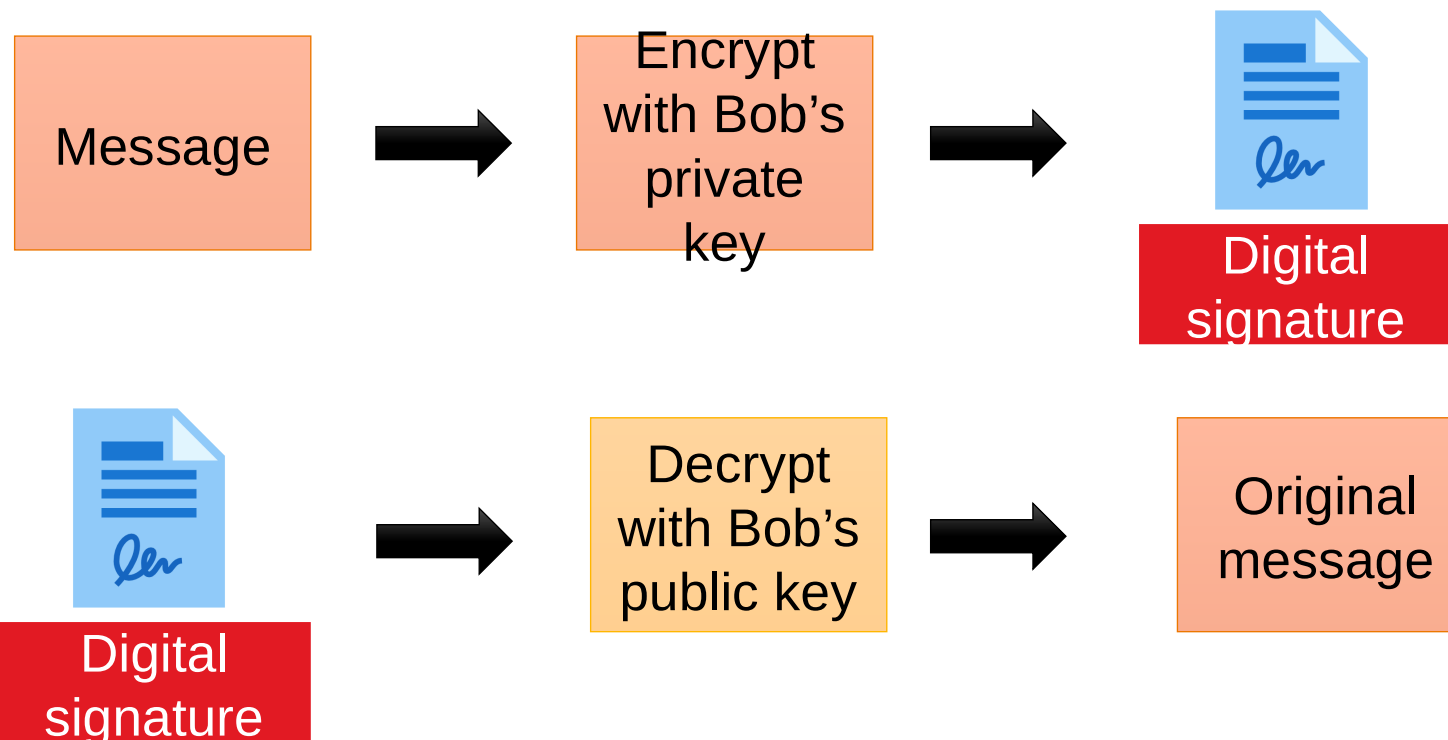 Message
Encrypt
with Bob’s
private
key
Digital
signature
Digital
signature
Decrypt
with Bob’s
public key
Original
message